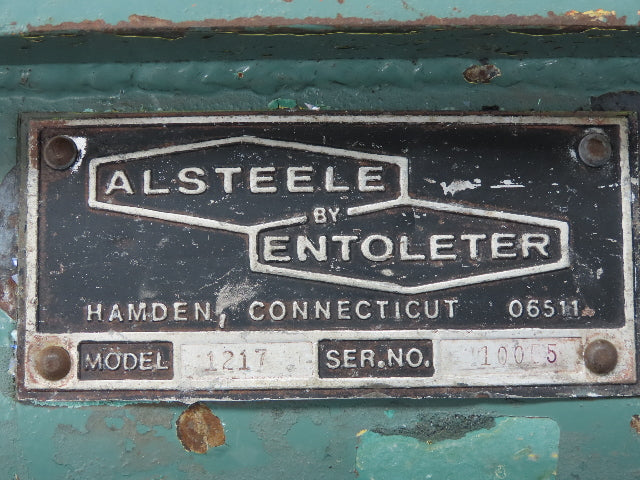 ALSTEELE
BY
ENTOLETER
HAMDEN, CONNECTICUT 06511
MODEL 1217 SER.NO.